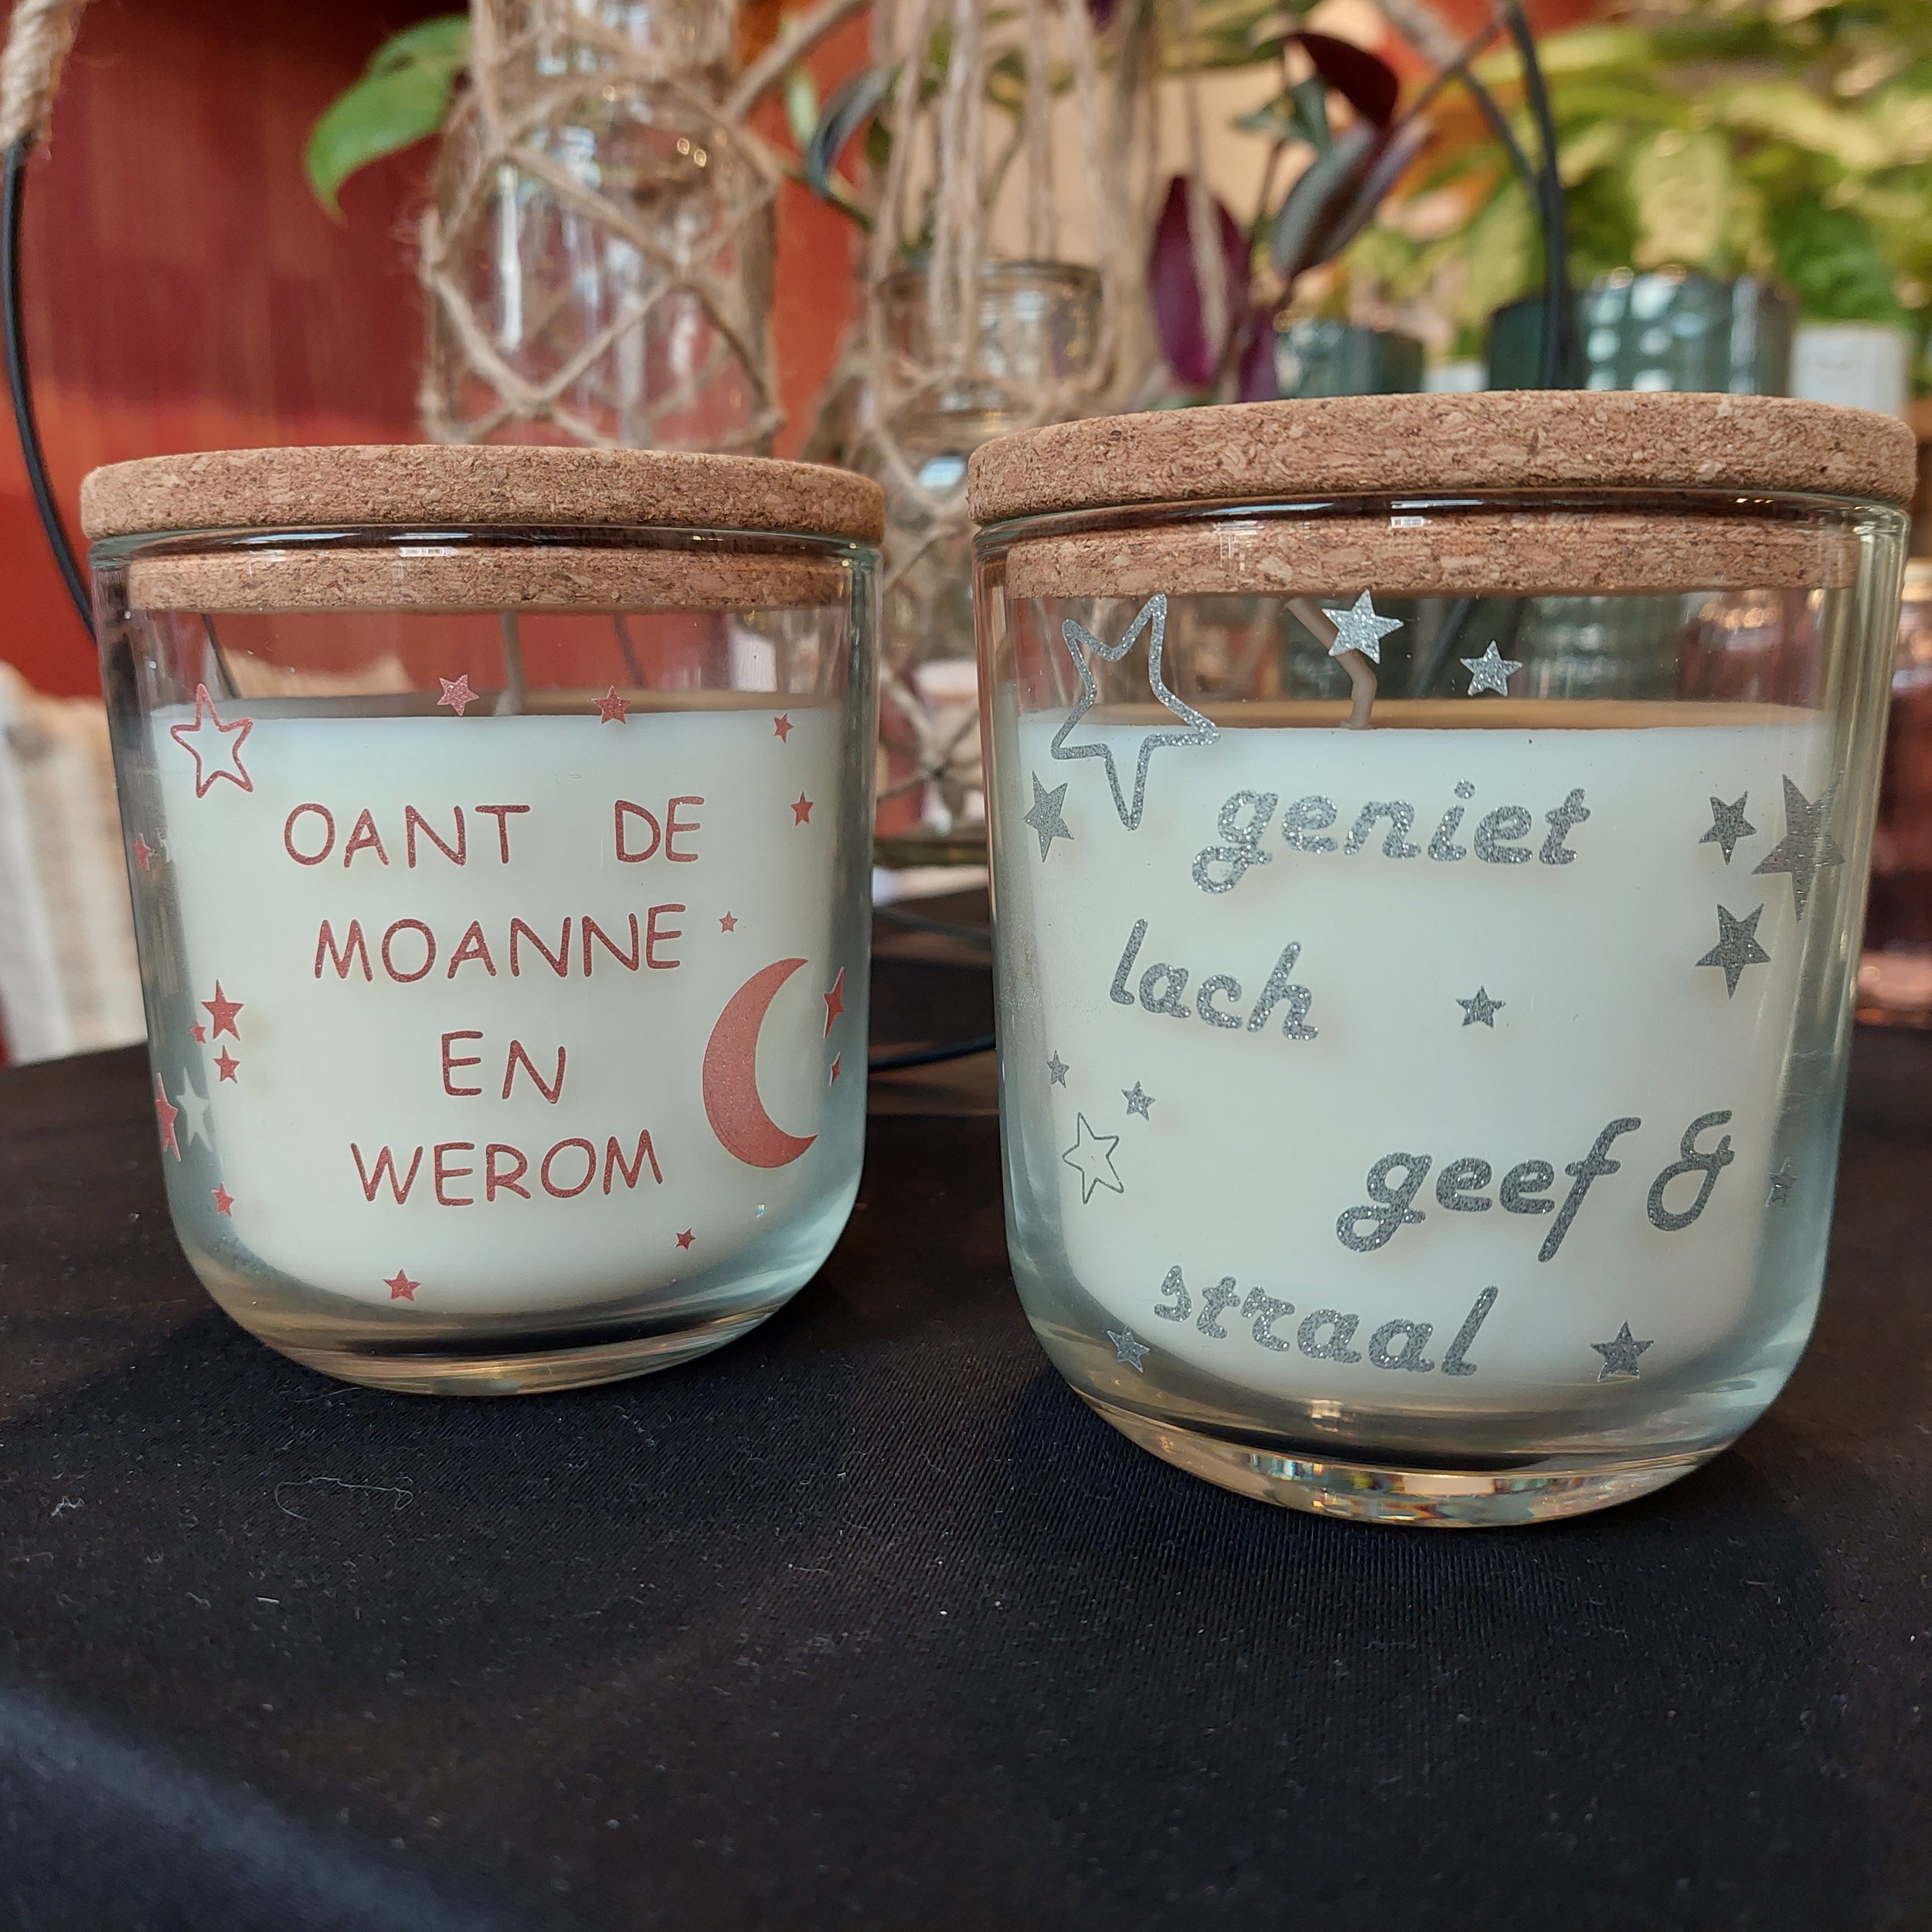 OANT DE
MOANNE
EN
WEROM
geniet
lach
geef &
straal